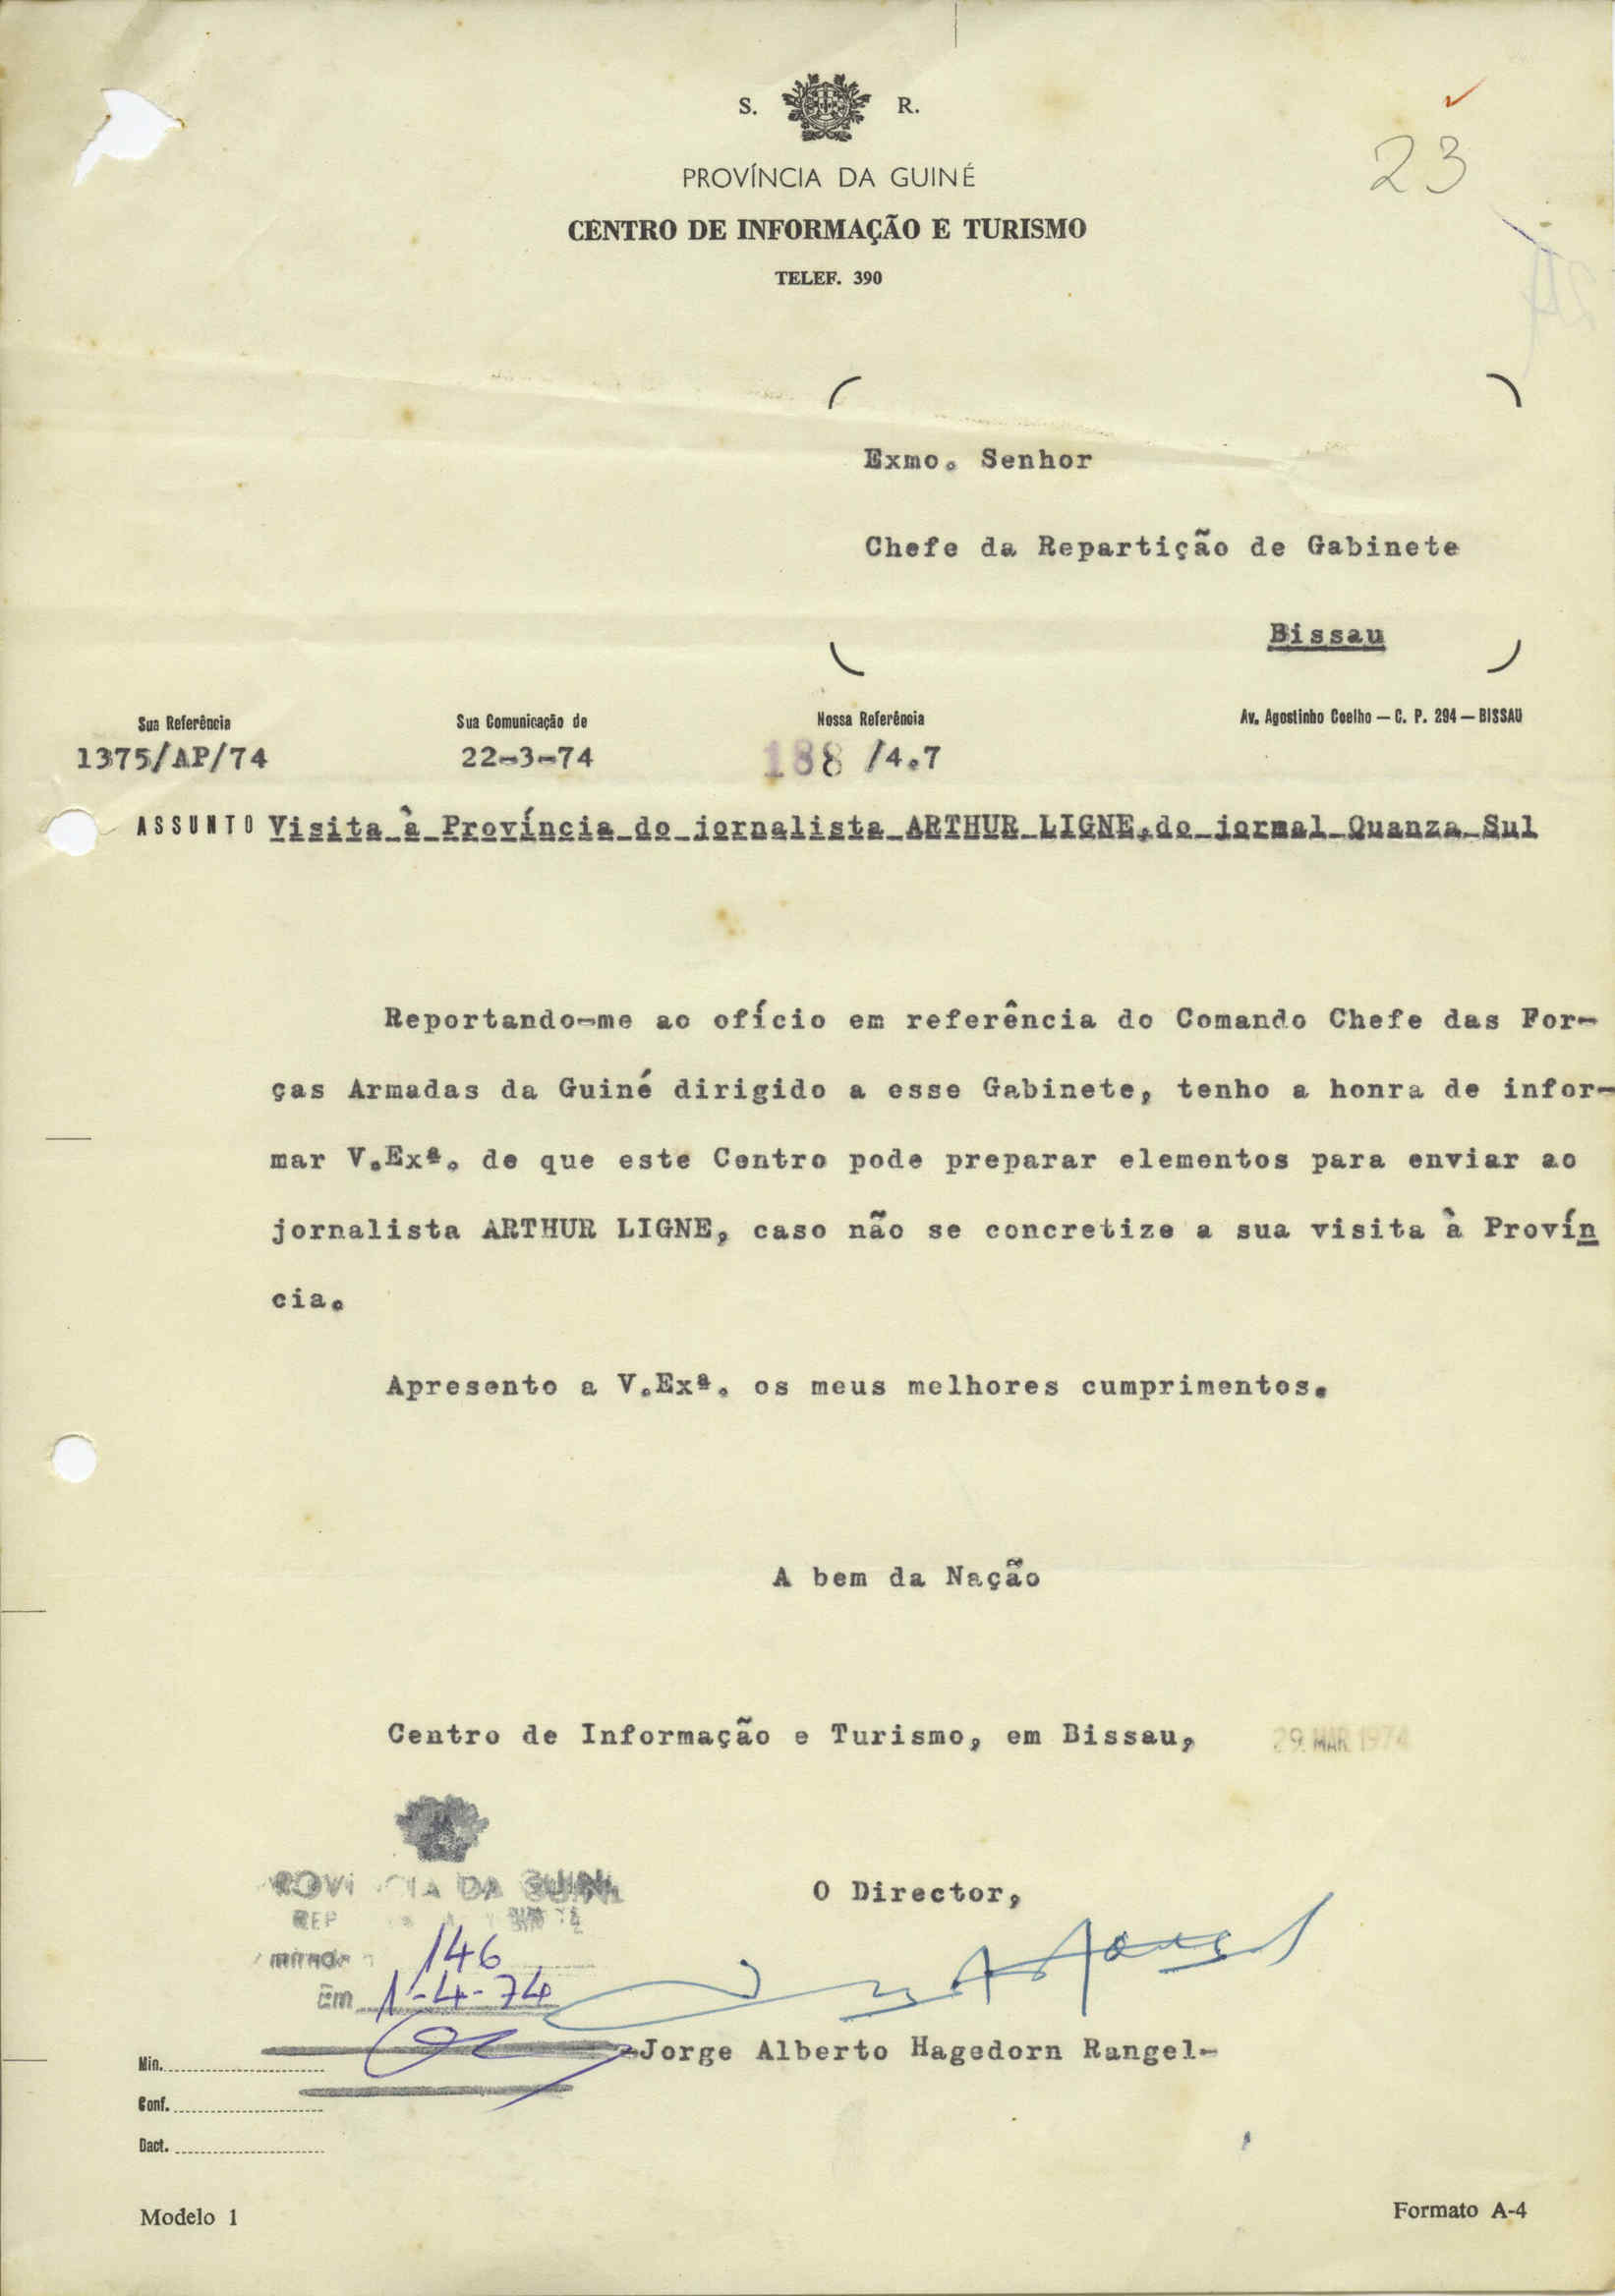 S. R.
23
PROVÍNCIA DA GUINÉ
CENTRO DE INFORMAÇÃO E TURISMO
TELEF. 390
Exmo. Senhor
Chefe da Repartição de Gabinete
Bissau
Sua Referência Sua Comunicação de Nossa Referência Av. Agostinho Coelho — C. P. 294 — BISSAU
1375/AP/74 22-3-74 188 /4.7
ASSUNTO Visita à Província do jornalista ARTHUR LIGNE, do jornal Quanza Sul
Reportando-me ao ofício em referência do Comando Chefe das For-
ças Armadas da Guiné dirigido a esse Gabinete, tenho a honra de infor-
mar V.Exª. de que este Centro pode preparar elementos para enviar ao
jornalista ARTHUR LIGNE, caso não se concretize a sua visita à Provín
cia.
Apresento a V.Exª. os meus melhores cumprimentos.
A bem da Nação
Centro de Informação e Turismo, em Bissau, 29. MAR. 1974
DA
O Director,
146
Em 1-4-74
-Jorge Alberto Hagedorn Rangel-
Min.
Conf.
Dact.
Modelo 1 Formato A-4